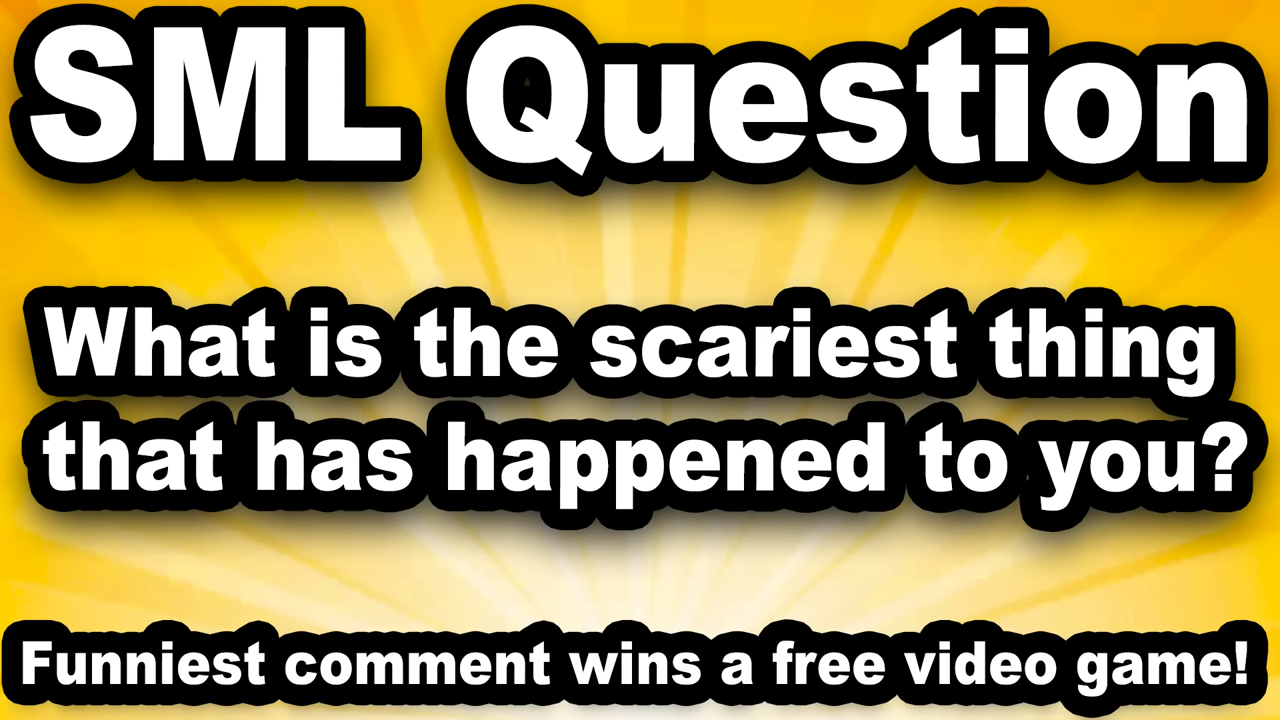 SML Question
What is the scariest thing
that has happened to you?
Funniest comment wins a free video game!